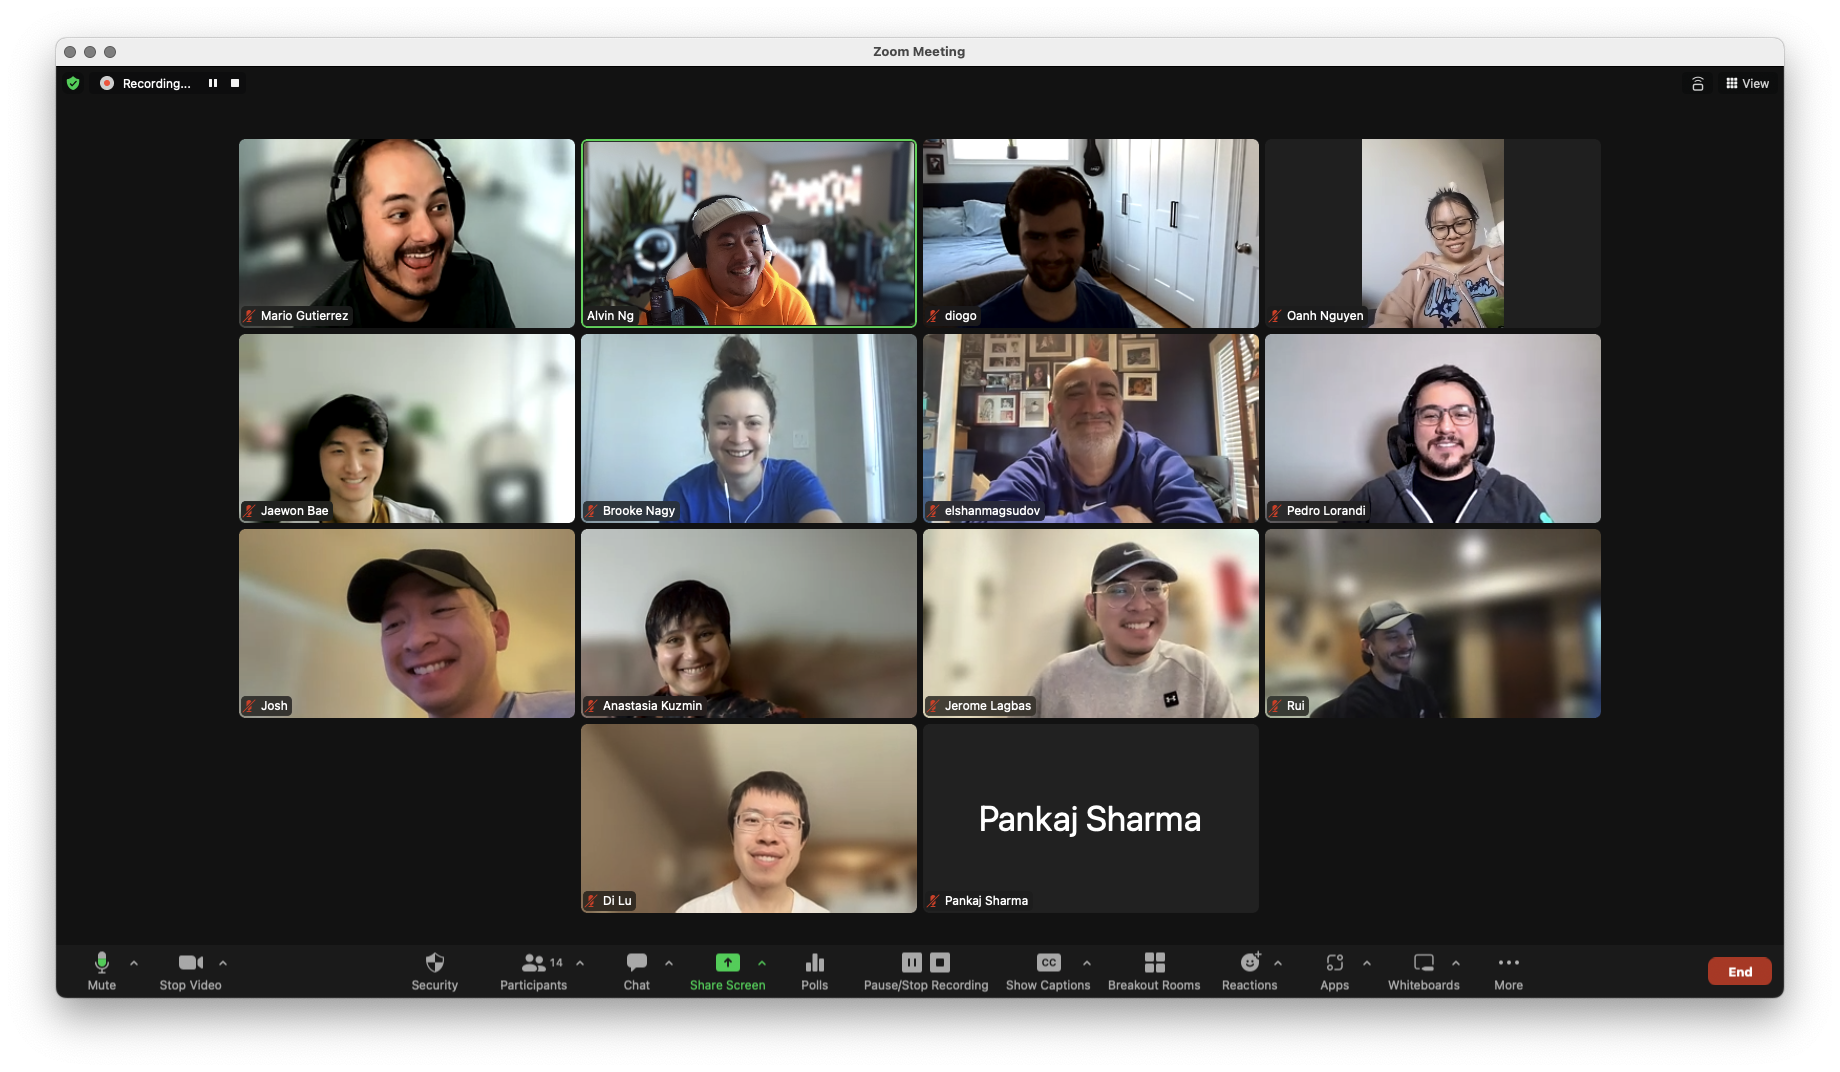 Zoom Meeting
Recording...
View
Mario Gutierrez
Alvin Ng
diogo
Oanh Nguyen
Jaewon Bae
Brooke Nagy
elshanmagsudov
Pedro Lorandi
Josh
Anastasia Kuzmin
Jerome Lagbas
Rui
Di Lu
Pankaj Sharma
Pankaj Sharma
14
CC
Mute
Stop Video
Security
Participants
Chat
Share Screen
Polls
Pause/Stop Recording
Show Captions
Breakout Rooms
Reactions
Apps
Whiteboards
More
End